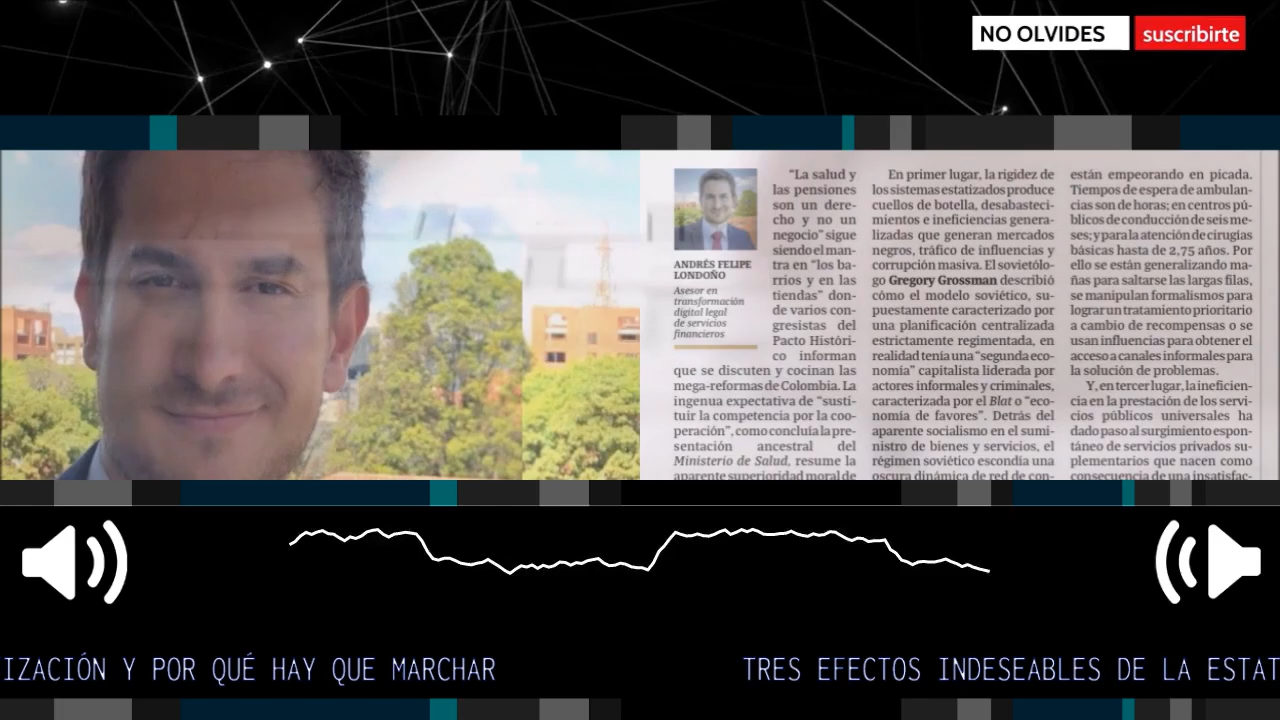 NO OLVIDES suscribirte
"La salud y
las pensiones
son un dere-
cho y no un
negocio" sigue
siendo el man-
tra en "los ba-
rrios y en las
tiendas" don-
de varios con-
gresistas del
Pacto Históri-
co informan
ANDRÉS FELIPE
LONDOÑO
Asesor en
transformación
digital legal
de servicios
financieros
que se discuten y cocinan las
mega-reformas de Colombia. La
ingenua expectativa de "susti-
tuir la competencia por la coo-
peración", como concluía la pre-
sentación ancestral del
Ministerio de Salud, resume la
aparente superioridad moral de
En primer lugar, la rigidez de
los sistemas estatizados produce
cuellos de botella, desabasteci-
mientos e ineficiencias genera-
lizadas que generan mercados
negros, tráfico de influencias y
corrupción masiva. El soviétólo-
go Gregory Grossman describió
cómo el modelo soviético, su-
puestamente caracterizado por
una planificación centralizada
estrictamente regimentada, en
realidad tenía una "segunda eco-
nomía" capitalista liderada por
actores informales y criminales,
caracterizada por el Blat o "eco-
nomía de favores". Detrás del
aparente socialismo en el sumi-
nistro de bienes y servicios, el
régimen soviético escondía una
oscura dinámica de red de con-
están empeorando en picada.
Tiempos de espera de ambulan-
cias son de horas; en centros pú-
blicos de conducción de seis me-
ses; y para la atención de cirugías
básicas hasta de 2,75 años. Por
ello se están generalizando ma-
ñas para saltarse las largas filas,
se manipulan formalismos para
lograr un tratamiento prioritario
a cambio de recompensas o se
usan influencias para obtener el
acceso a canales informales para
la solución de problemas.
Y, en tercer lugar, la ineficien-
cia en la prestación de los servi-
cios públicos universales ha
dado paso al surgimiento espon-
táneo de servicios privados su-
plementarios que nacen como
consecuencia de una insatisfac-
IZACIÓN Y POR QUÉ HAY QUE MARCHAR
TRES EFECTOS INDESEABLES DE LA ESTAT